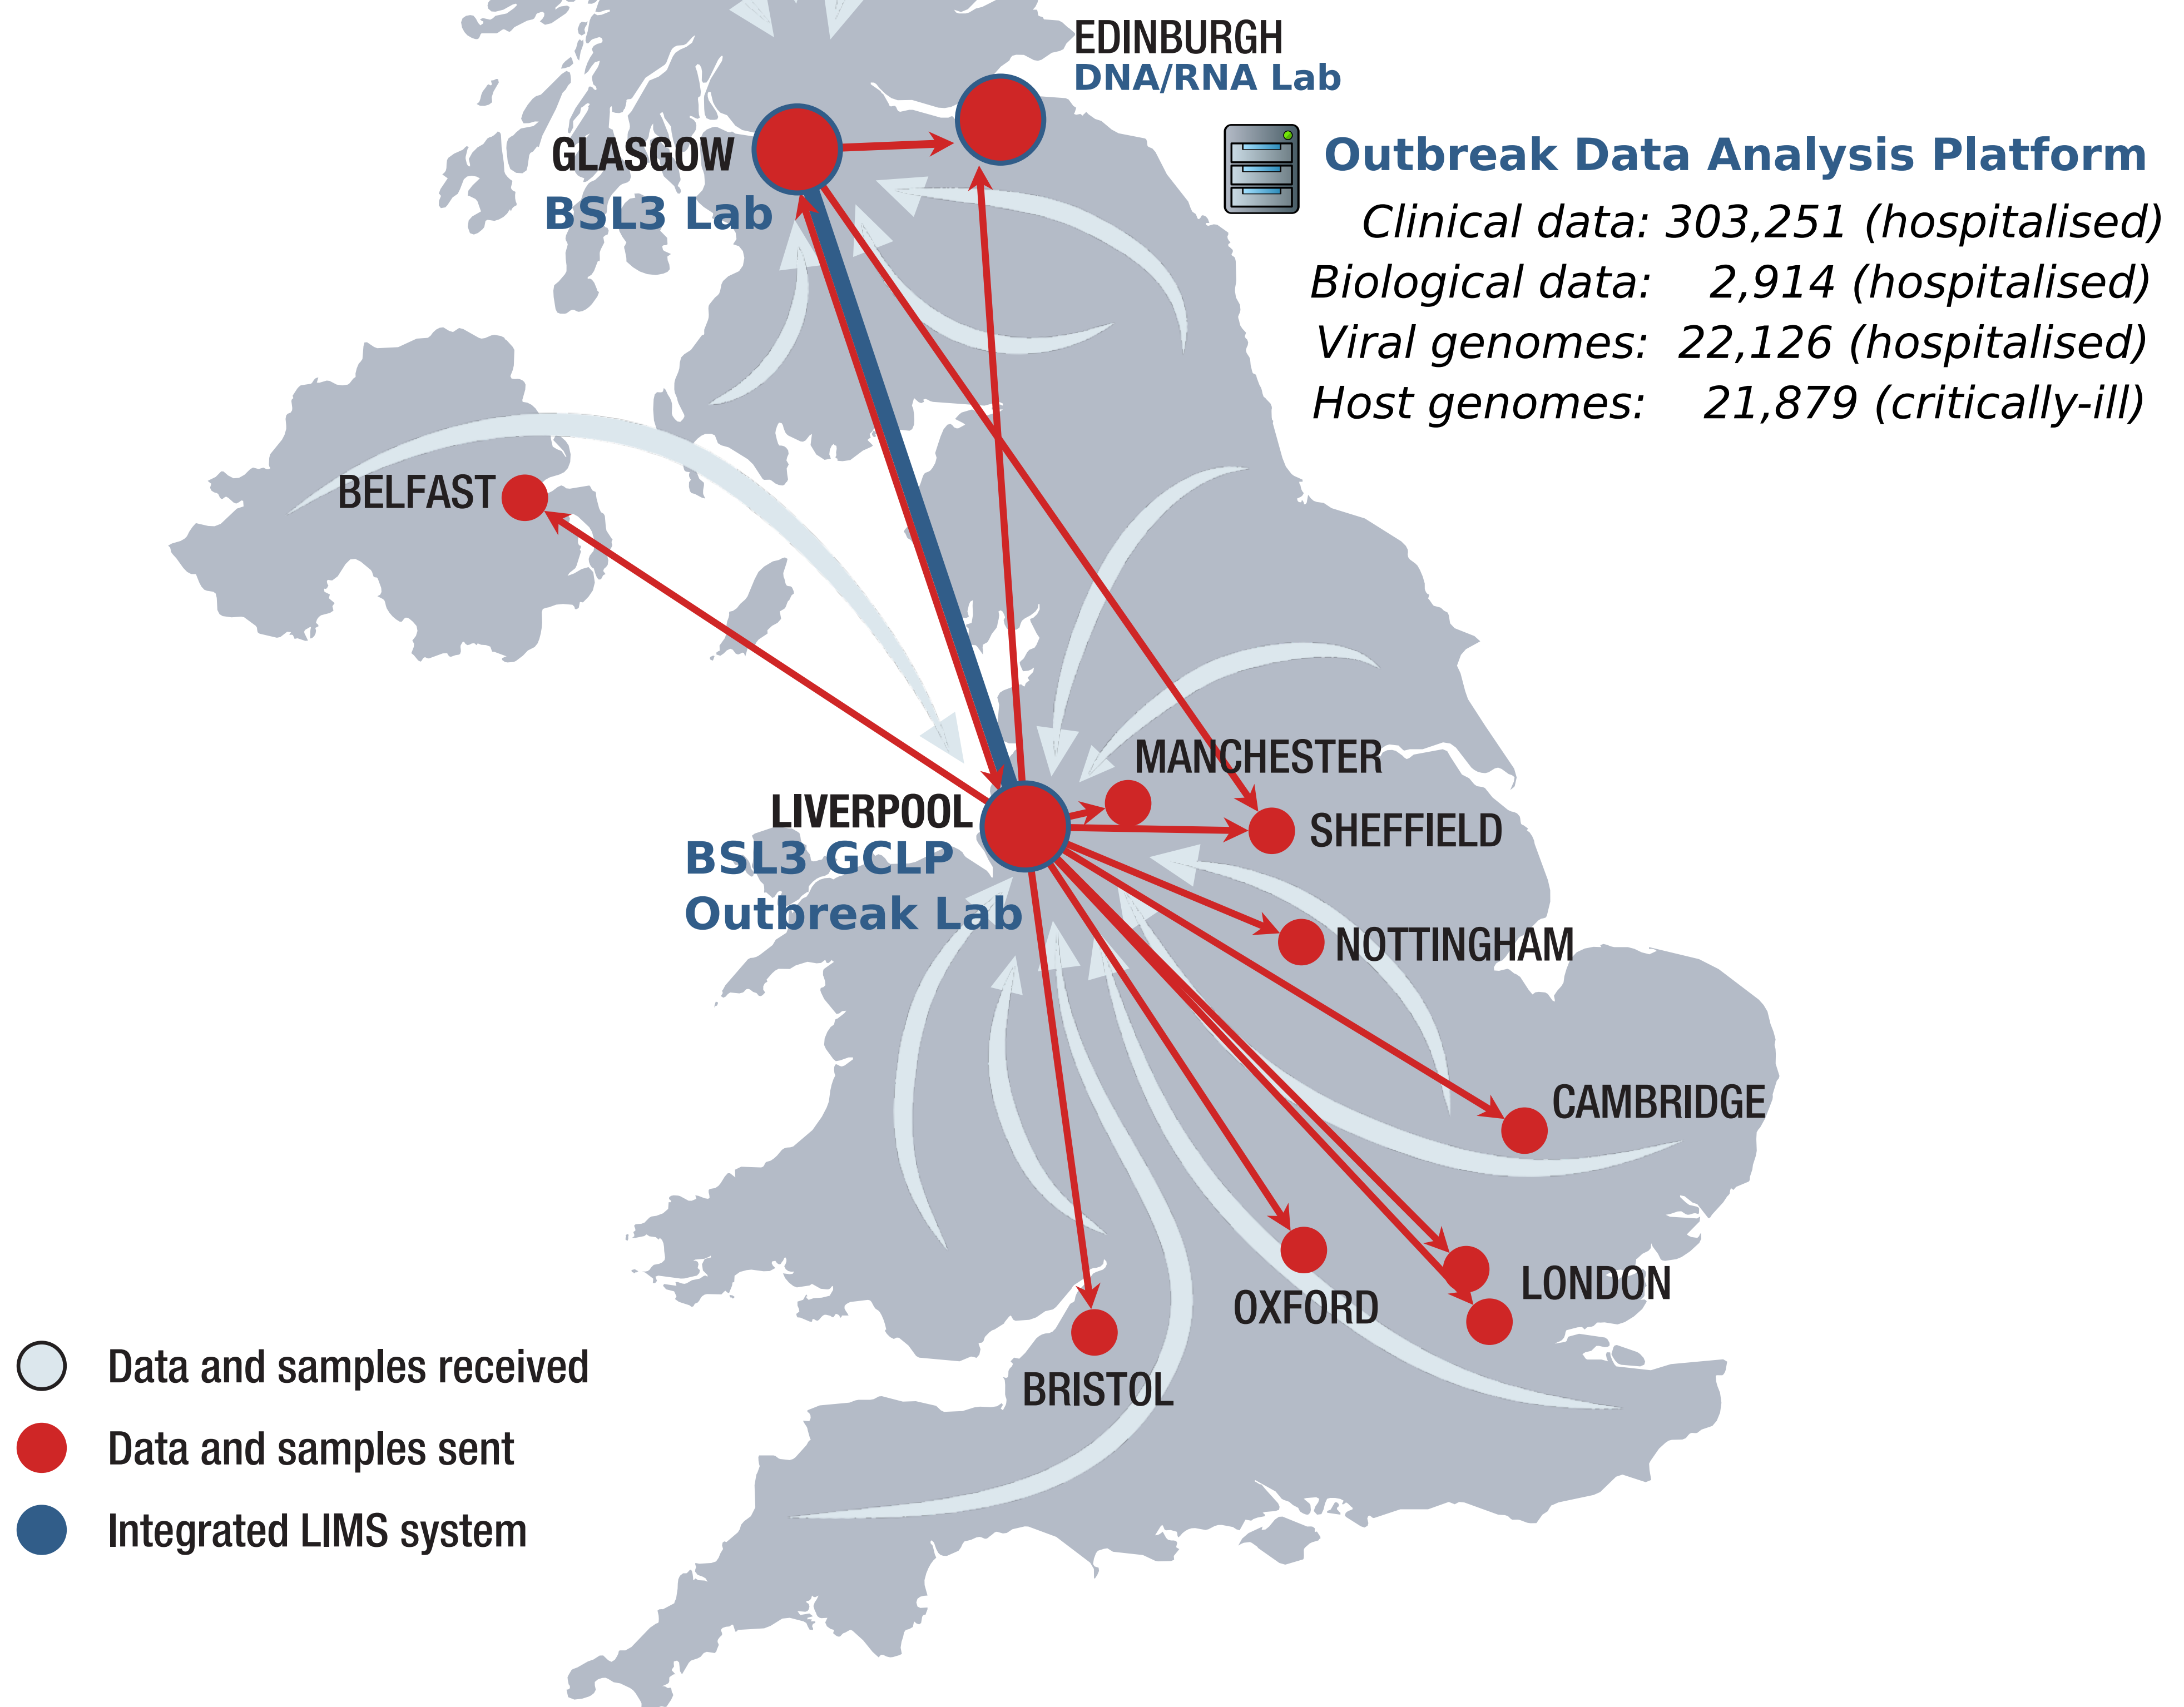 EDINBURGH
DNA/RNA Lab
GLASGOW
BSL3 Lab
Outbreak Data Analysis Platform
Clinical data: 303,251 (hospitalised)
Biological data: 2,914 (hospitalised)
Viral genomes: 22,126 (hospitalised)
Host genomes: 21,879 (critically-ill)
BELFAST
MANCHESTER
LIVERPOOL
BSL3 GCLP
Outbreak Lab
SHEFFIELD
NOTTINGHAM
CAMBRIDGE
LONDON
OXFORD
BRISTOL
Data and samples received
Data and samples sent
Integrated LIMS system